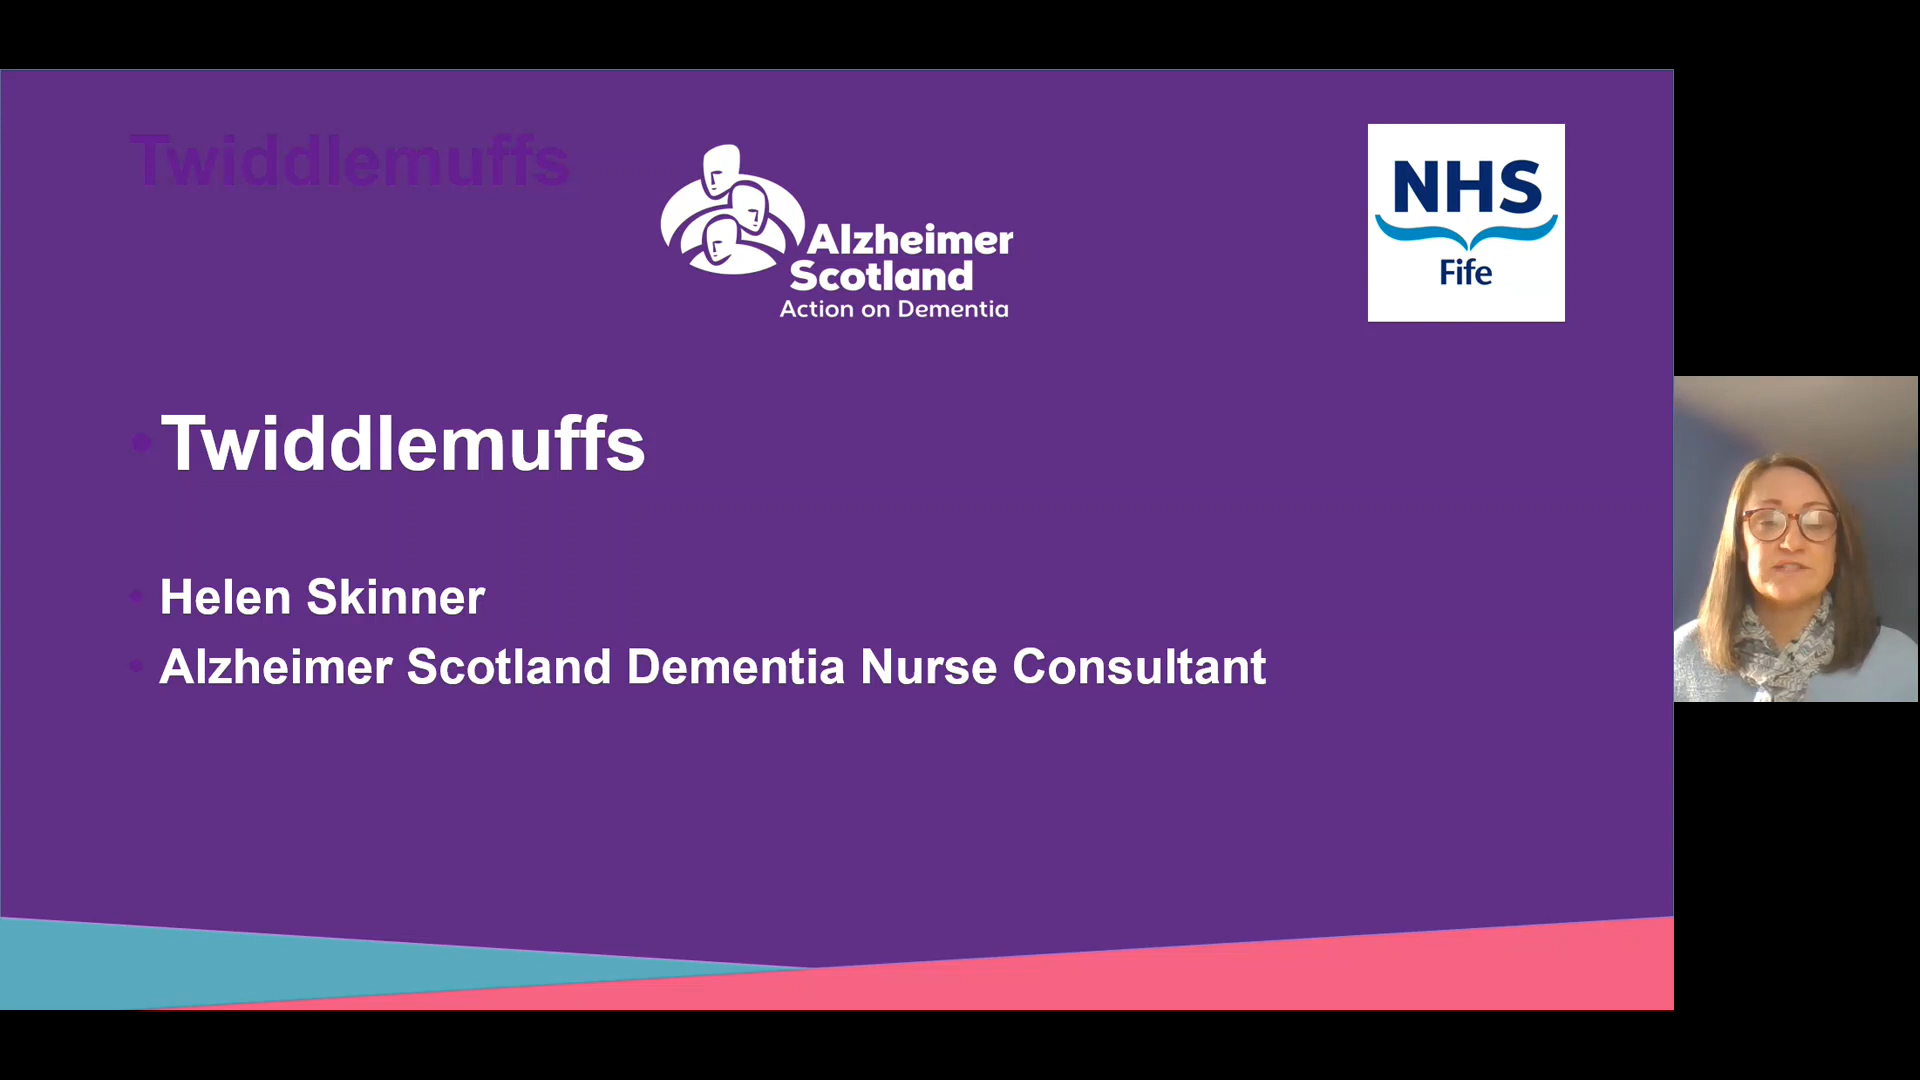 Twiddlemuffs
Alzheimer
Scotland
Action on Dementia
NHS
Fife
• Twiddlemuffs
• Helen Skinner
• Alzheimer Scotland Dementia Nurse Consultant